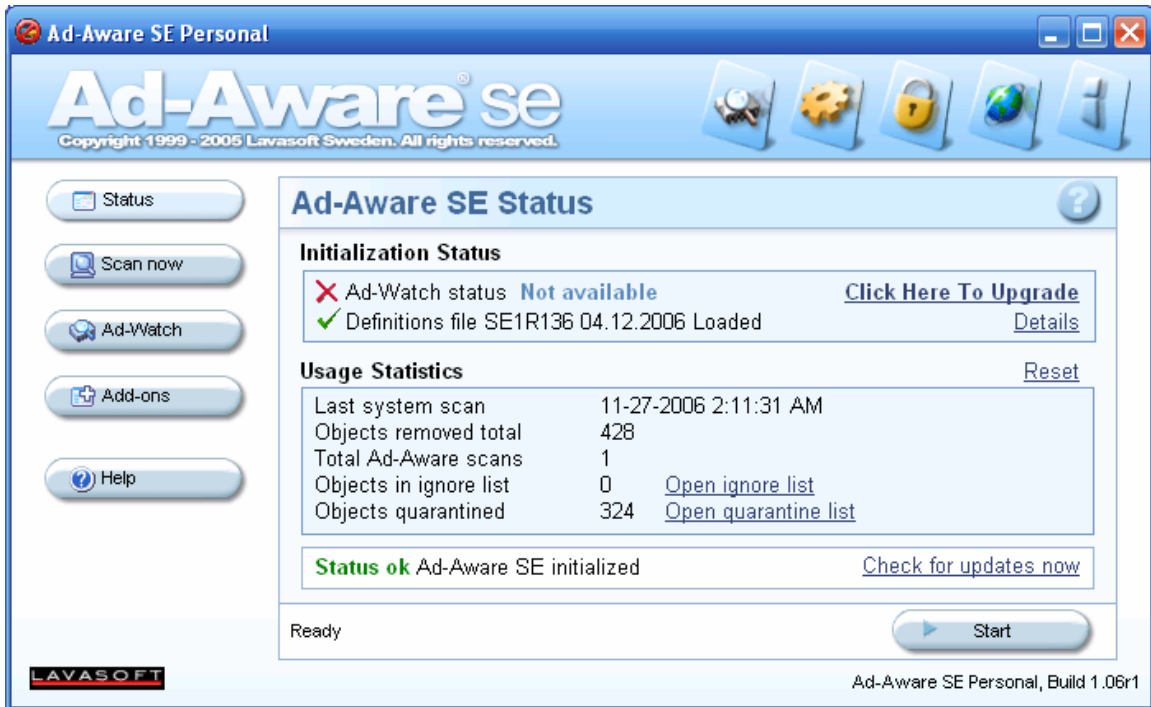 Ad-Aware SE Personal
Ad-Aware® se
Copyright 1999 - 2005 Lavasoft Sweden. All rights reserved.
Status
Scan now
Ad-Watch
Add-ons
Help
Ad-Aware SE Status
?
Initialization Status
Ad-Watch status Not available Click Here To Upgrade
Definitions file SE1R136 04.12.2006 Loaded Details
Usage Statistics Reset
Last system scan 11-27-2006 2:11:31 AM
Objects removed total 428
Total Ad-Aware scans 1
Objects in ignore list 0 Open ignore list
Objects quarantined 324 Open quarantine list
Status ok Ad-Aware SE initialized Check for updates now
Ready Start
LAVASOFT
Ad-Aware SE Personal, Build 1.06r1